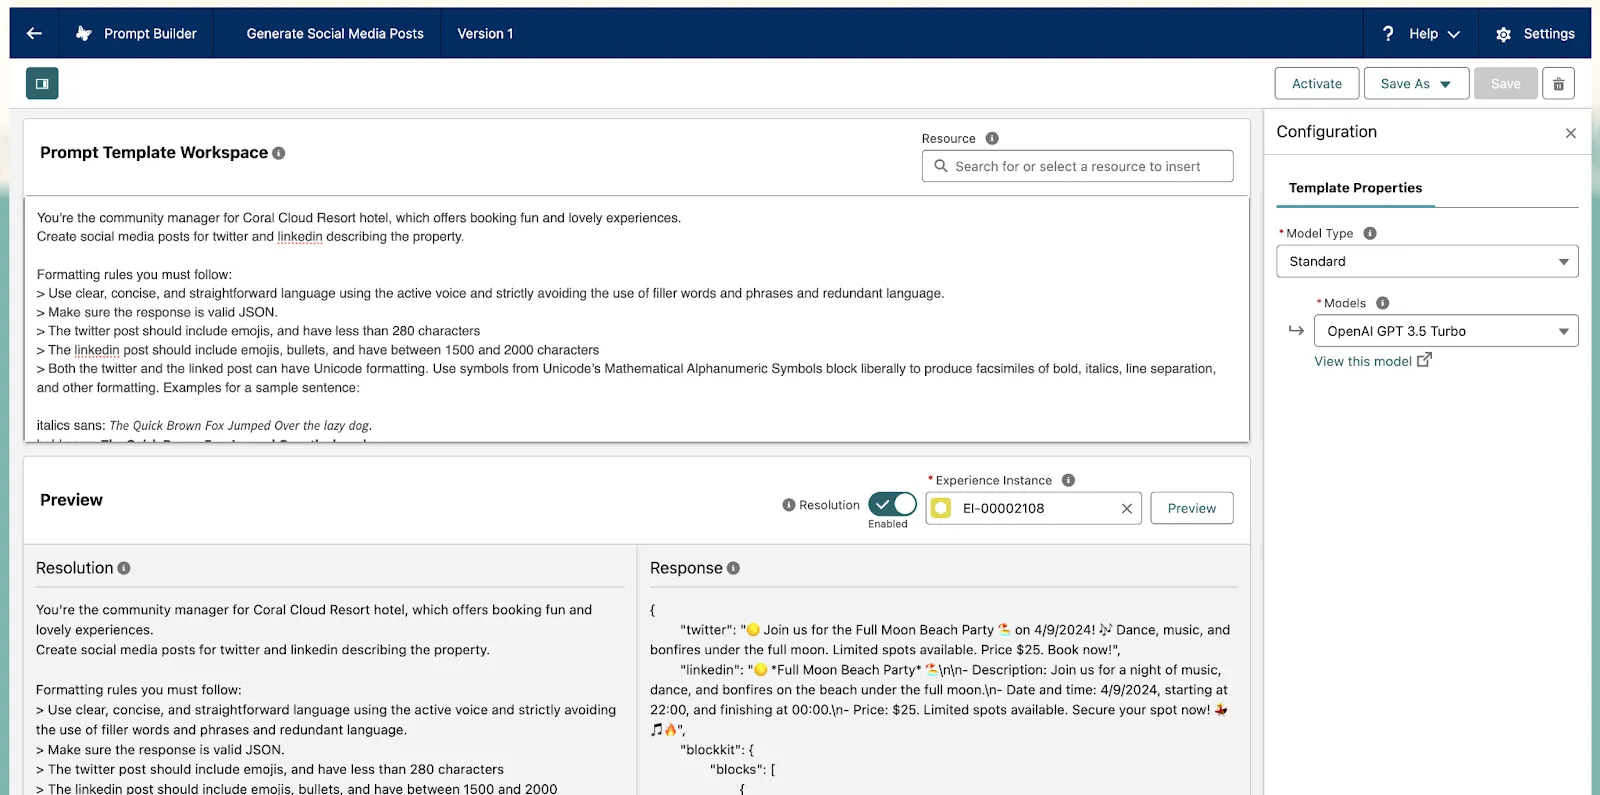 Prompt Builder
Generate Social Media Posts
Version 1
? Help
Settings
Activate
Save As
Save
Prompt Template Workspace
Resource
Search for or select a resource to insert
You're the community manager for Coral Cloud Resort hotel, which offers booking fun and lovely experiences.
Create social media posts for twitter and linkedin describing the property.
Formatting rules you must follow:
> Use clear, concise, and straightforward language using the active voice and strictly avoiding the use of filler words and phrases and redundant language.
> Make sure the response is valid JSON.
> The twitter post should include emojis, and have less than 280 characters
> The linkedin post should include emojis, bullets, and have between 1500 and 2000 characters
> Both the twitter and the linked post can have Unicode formatting. Use symbols from Unicode's Mathematical Alphanumeric Symbols block liberally to produce facsimiles of bold, italics, line separation,
and other formatting. Examples for a sample sentence:
italics sans: The Quick Brown Fox Jumped Over the lazy dog.
Configuration
Template Properties
* Model Type
Standard
* Models
OpenAI GPT 3.5 Turbo
View this model
Preview
Resolution
Enabled
* Experience Instance
EI-00002108
Preview
Resolution
You're the community manager for Coral Cloud Resort hotel, which offers booking fun and
lovely experiences.
Create social media posts for twitter and linkedin describing the property.
Formatting rules you must follow:
> Use clear, concise, and straightforward language using the active voice and strictly avoiding
the use of filler words and phrases and redundant language.
> Make sure the response is valid JSON.
> The twitter post should include emojis, and have less than 280 characters
> The linkedin post should include emojis, bullets, and have between 1500 and 2000
Response
{
"twitter": "🌕 Join us for the Full Moon Beach Party 🏖️ on 4/9/2024! 🎶 Dance, music, and
bonfires under the full moon. Limited spots available. Price $25. Book now!",
"linkedin": "🌕 *Full Moon Beach Party* 🏖️\n\n- Description: Join us for a night of music,
dance, and bonfires on the beach under the full moon.\n- Date and time: 4/9/2024, starting at
22:00, and finishing at 00:00.\n- Price: $25. Limited spots available. Secure your spot now! 💃
🎵🔥",
"blockkit": {
"blocks": [
{